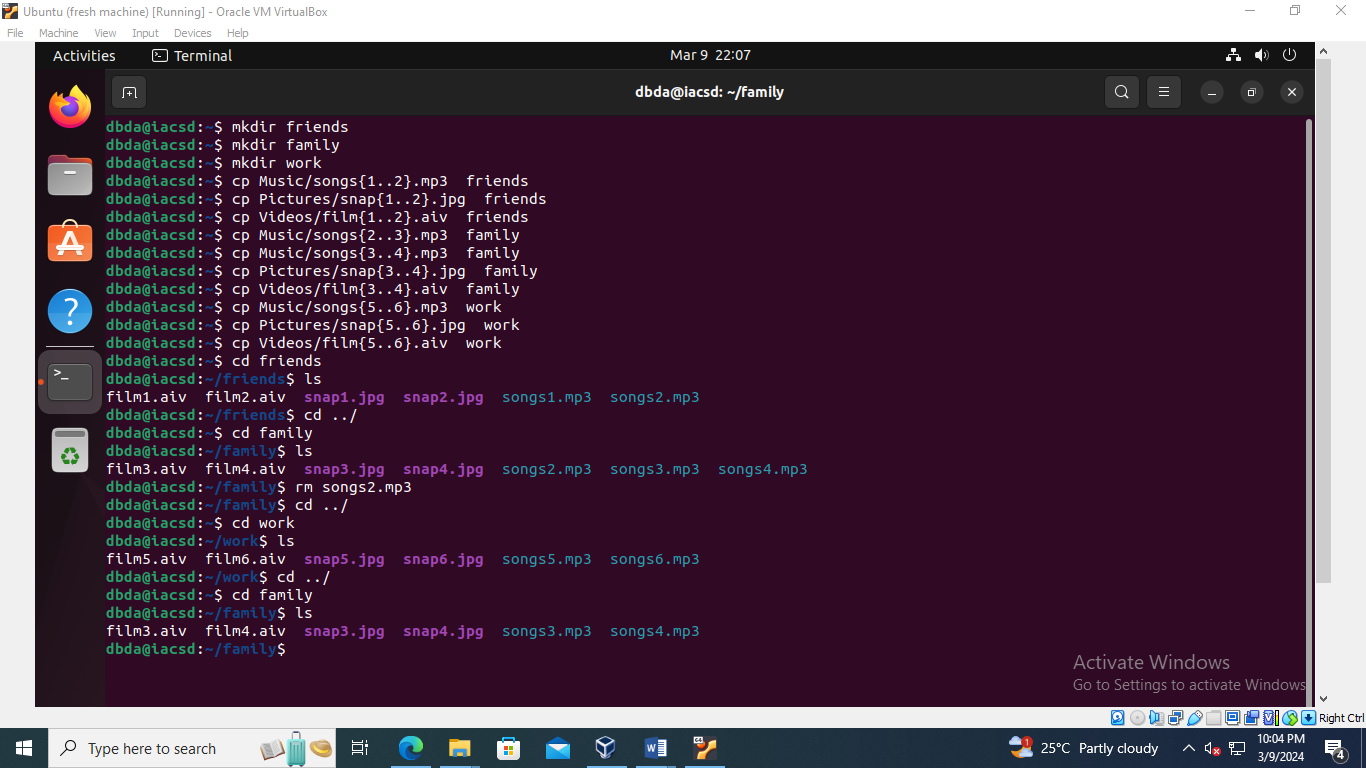 Ubuntu (fresh machine) [Running] - Oracle VM VirtualBox
File Machine View Input Devices Help
Activities Terminal Mar 9 22:07
dbda@iacsd: ~/family
dbda@iacsd:~$ mkdir friends
dbda@iacsd:~$ mkdir family
dbda@iacsd:~$ mkdir work
dbda@iacsd:~$ cp Music/songs{1..2}.mp3  friends
dbda@iacsd:~$ cp Pictures/snap{1..2}.jpg  friends
dbda@iacsd:~$ cp Videos/film{1..2}.aiv  friends
dbda@iacsd:~$ cp Music/songs{2..3}.mp3  family
dbda@iacsd:~$ cp Music/songs{3..4}.mp3  family
dbda@iacsd:~$ cp Pictures/snap{3..4}.jpg  family
dbda@iacsd:~$ cp Videos/film{3..4}.aiv  family
dbda@iacsd:~$ cp Music/songs{5..6}.mp3  work
dbda@iacsd:~$ cp Pictures/snap{5..6}.jpg  work
dbda@iacsd:~$ cp Videos/film{5..6}.aiv  work
dbda@iacsd:~$ cd friends
dbda@iacsd:~/friends$ ls
film1.aiv  film2.aiv  snap1.jpg  snap2.jpg  songs1.mp3  songs2.mp3
dbda@iacsd:~/friends$ cd ../
dbda@iacsd:~$ cd family
dbda@iacsd:~/family$ ls
film3.aiv  film4.aiv  snap3.jpg  snap4.jpg  songs2.mp3  songs3.mp3  songs4.mp3
dbda@iacsd:~/family$ rm songs2.mp3
dbda@iacsd:~/family$ cd ../
dbda@iacsd:~$ cd work
dbda@iacsd:~/work$ ls
film5.aiv  film6.aiv  snap5.jpg  snap6.jpg  songs5.mp3  songs6.mp3
dbda@iacsd:~/work$ cd ../
dbda@iacsd:~$ cd family
dbda@iacsd:~/family$ ls
film3.aiv  film4.aiv  snap3.jpg  snap4.jpg  songs3.mp3  songs4.mp3
dbda@iacsd:~/family$
Activate Windows
Go to Settings to activate Windows
Right Ctrl
Type here to search
25°C Partly cloudy
10:04 PM
3/9/2024